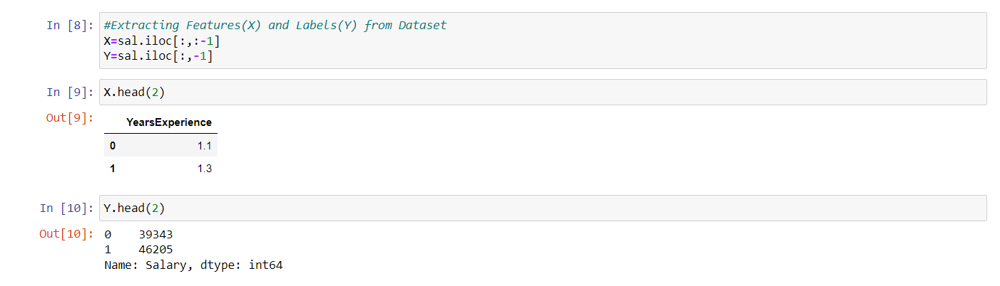 In [8]: #Extracting Features(X) and Labels(Y) from Dataset
X=sal.iloc[:,:-1]
Y=sal.iloc[:,-1]
In [9]: X.head(2)
Out[9]:
YearsExperience
0 1.1
1 1.3
In [10]: Y.head(2)
Out[10]: 0    39343
1    46205
Name: Salary, dtype: int64